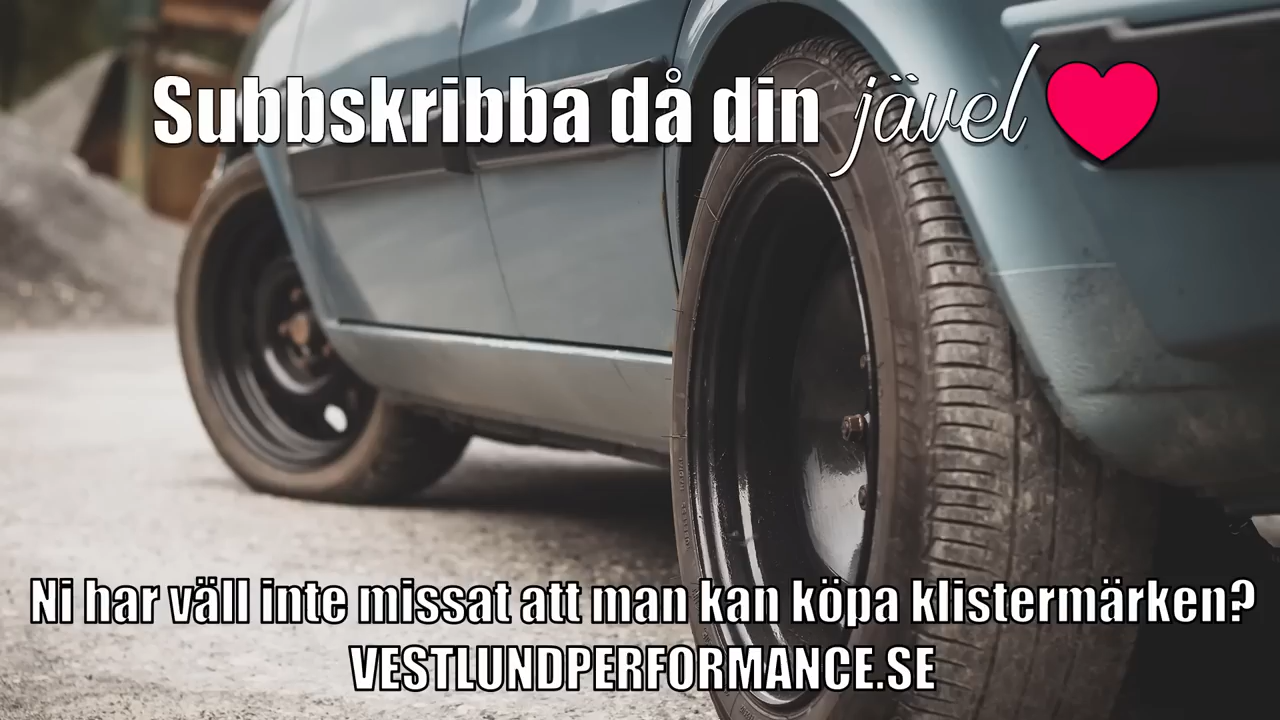 Subbskribba då din jävel
Ni har väll inte missat att man kan köpa klistermärken?
VESTLUNDPERFORMANCE.SE